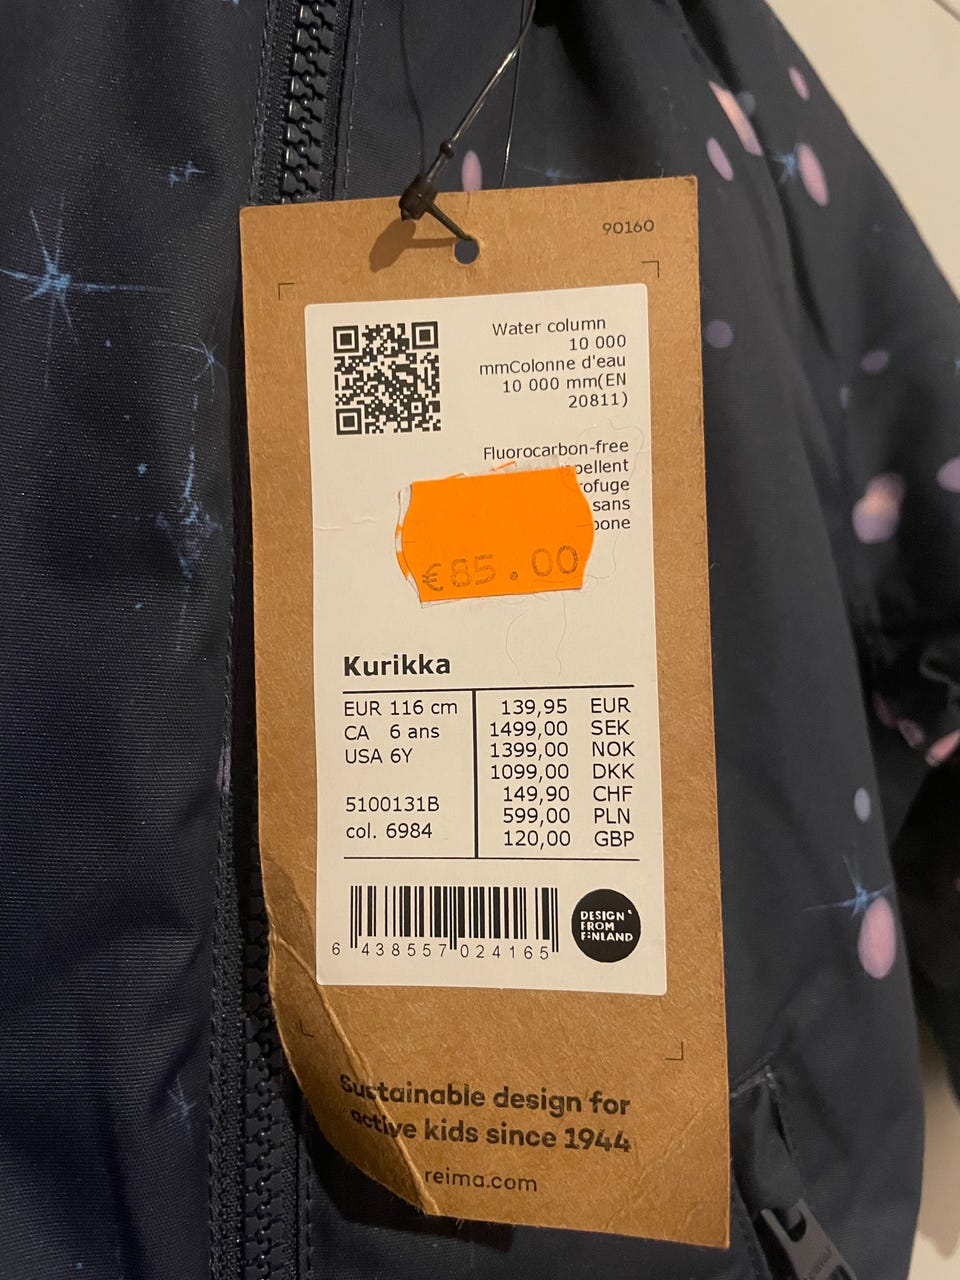 90160
Water column
10 000
mmColonne d'eau
10 000 mm(EN
20811)
Fluorocarbon-free
sans
€85.00
Kurikka
EUR 116 cm
CA 6 ans
USA 6Y
5100131B
col. 6984
139,95 EUR
1499,00 SEK
1399,00 NOK
1099,00 DKK
149,90 CHF
599,00 PLN
120,00 GBP
6 438557 024165
DESIGN
FROM
FINLAND
Sustainable design for
active kids since 1944
reima.com